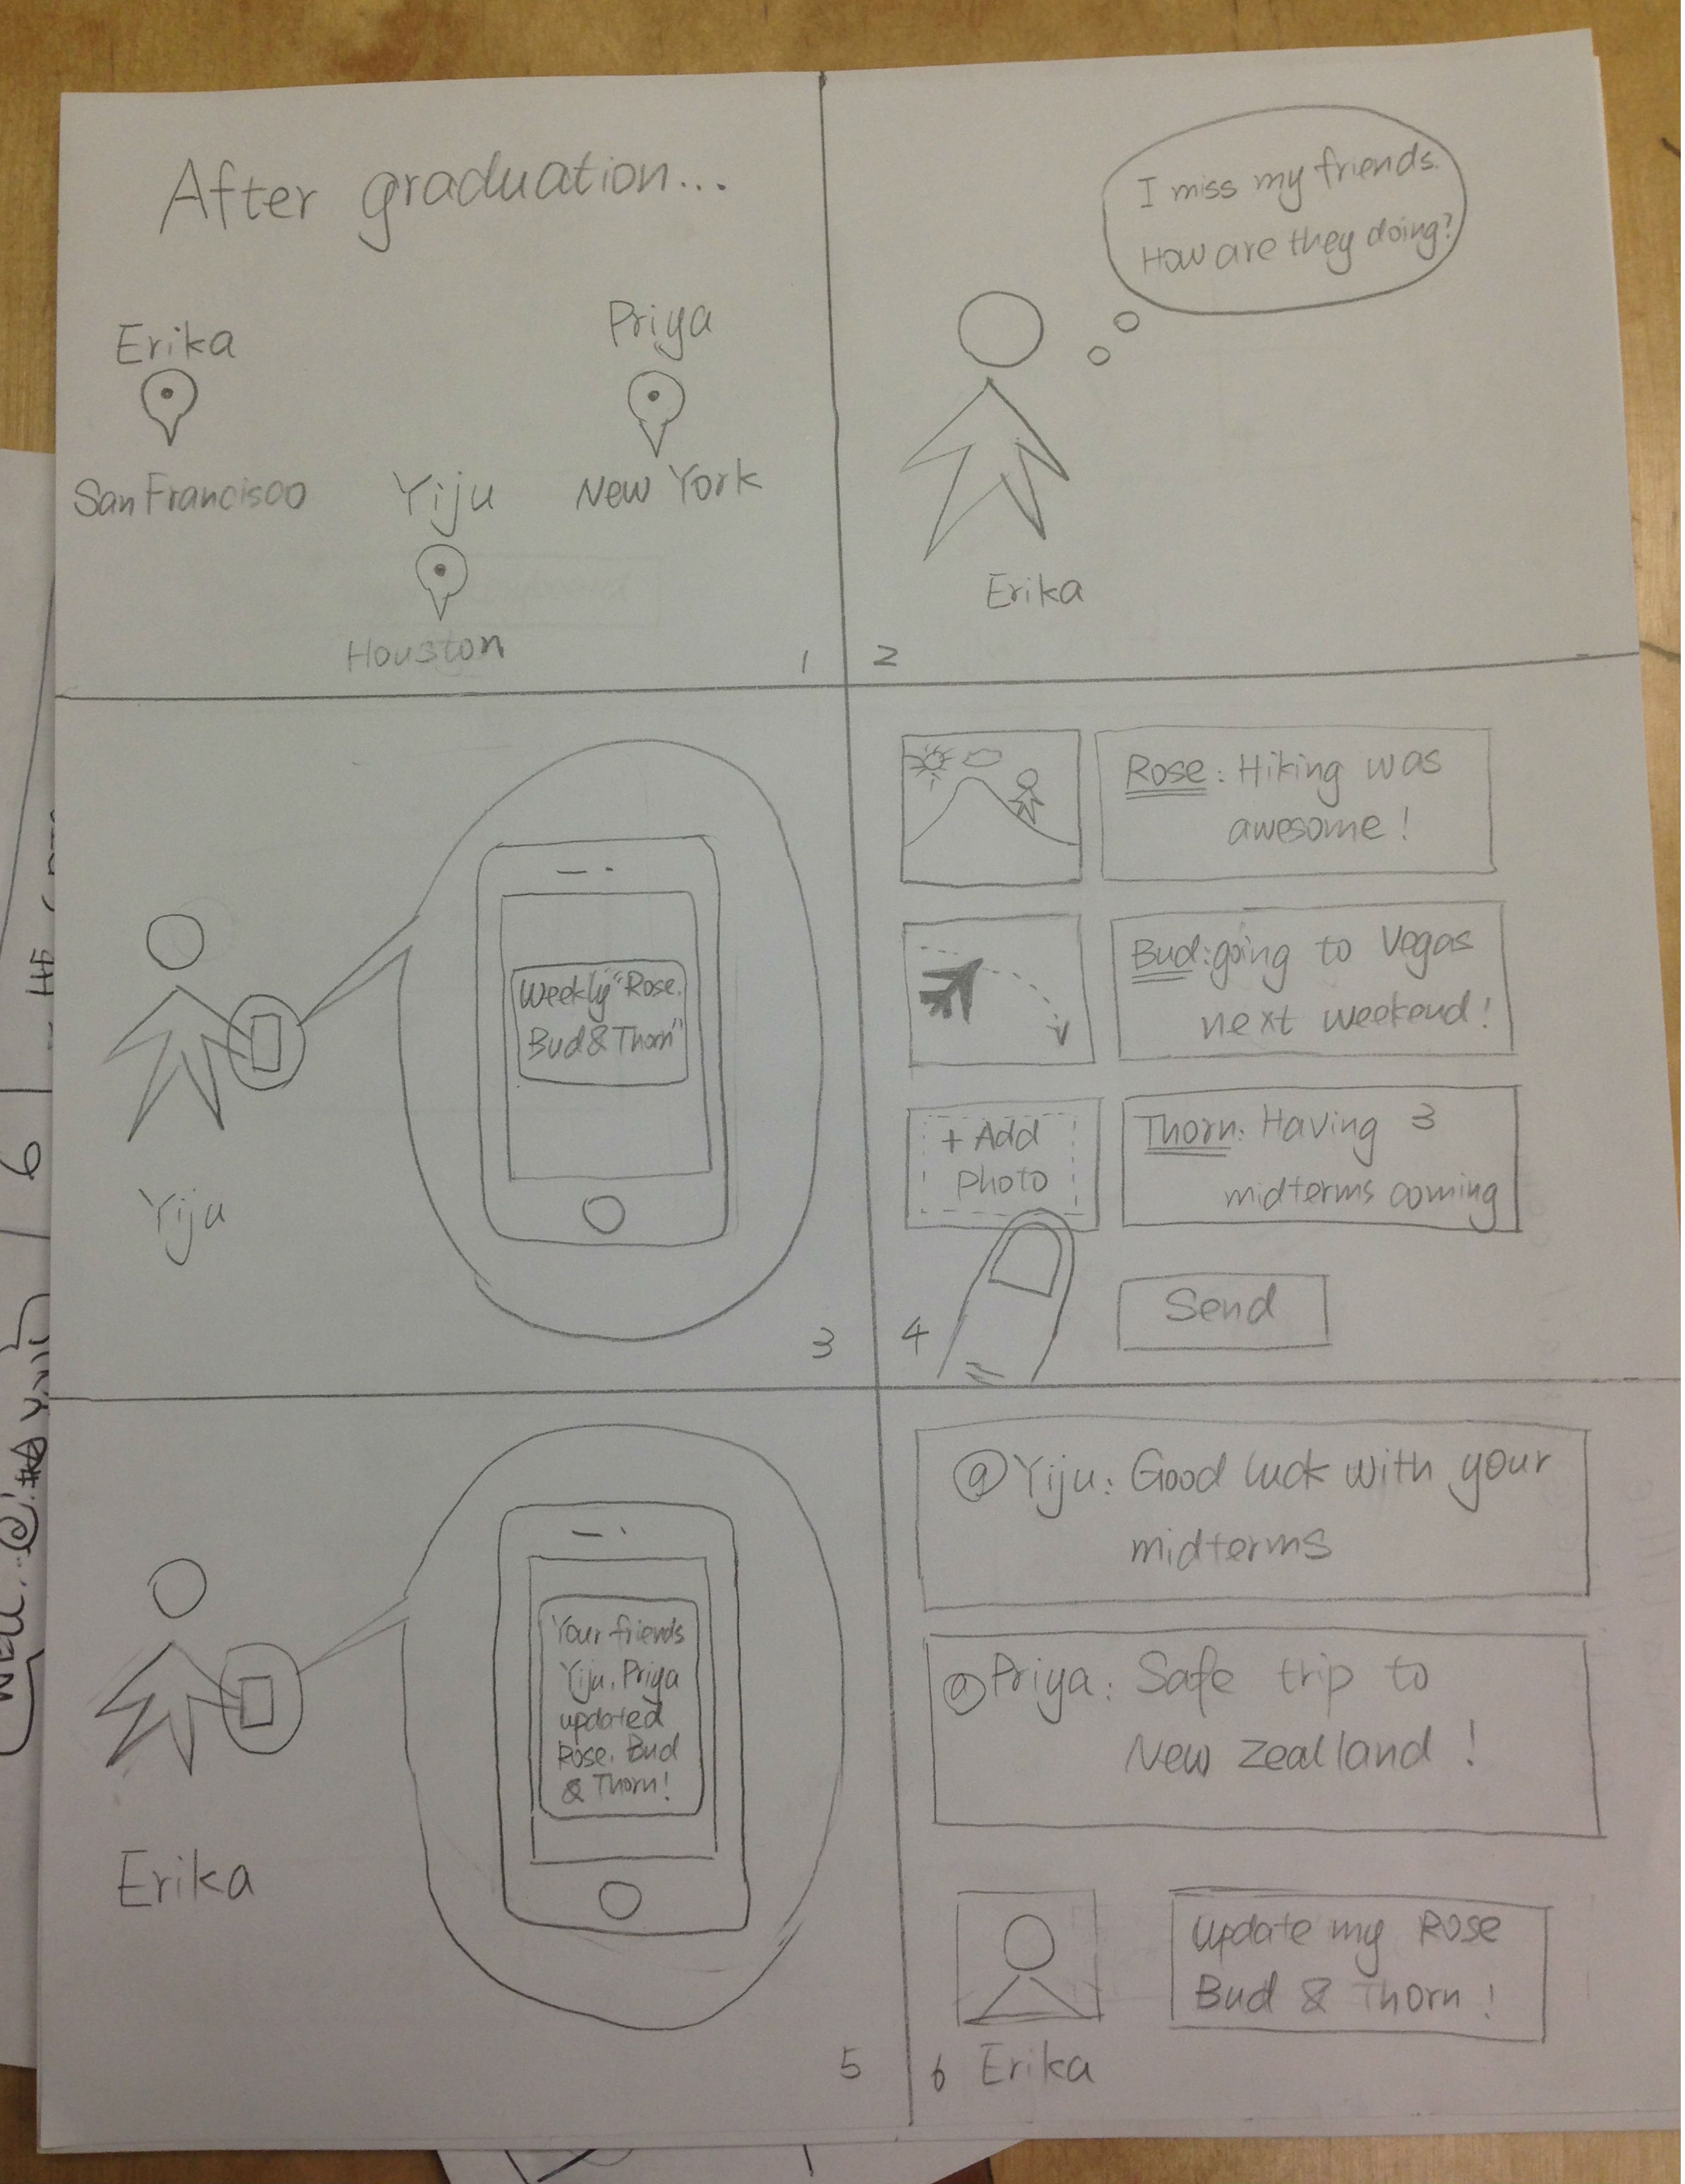 After graduation...
Erika
Priya
San Francisco
Yiju
New York
Houston
1
I miss my friends.
How are they doing?
Erika
2
Weekly "Rose,
Bud & Thorn"
Yiju
3
Rose: Hiking was
awesome!
Bud: going to Vegas
next weekend!
+ Add
photo
Thorn: Having 3
midterms coming
Send
4
Your friends
Yiju, Priya
updated
Rose, Bud
& Thorn!
Erika
5
@Yiju: Good luck with your
midterms
@Priya: Safe trip to
New Zealland!
Update my Rose
Bud & Thorn!
6 Erika
6